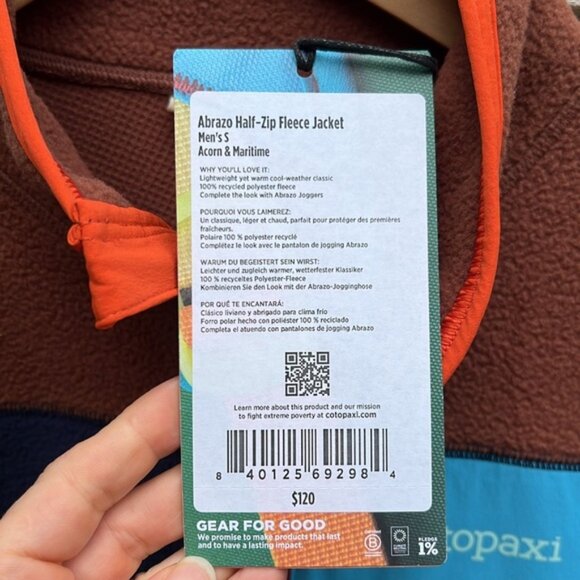 Abrazo Half-Zip Fleece Jacket
Men's S
Acorn & Maritime
WHY YOU'LL LOVE IT:
Lightweight yet warm cool-weather classic
100% recycled polyester fleece
Complete the look with Abrazo Joggers
POURQUOI VOUS L'AIMEREZ:
Un classique, léger et chaud, parfait pour protéger des premières
fraîcheurs.
Polaire 100 % polyester recyclé
Complétez le look avec le pantalon de jogging Abrazo
WARUM DU BEGEISTERT SEIN WIRST:
Leichter und zugleich warmer, wetterfester Klassiker
100 % recyceltes Polyester-Fleece
Kombinieren Sie den Look mit der Abrazo-Jogginghose
POR QUÉ TE ENCANTARÁ:
Clásico liviano y abrigado para clima frío
Forro polar hecho con poliéster 100 % reciclado
Completa el atuendo con pantalones de jogging Abrazo
Learn more about this product and our mission
to fight extreme poverty at cotopaxi.com
8 40125 69298 4
$120
GEAR FOR GOOD
We promise to make products that last
and to have a lasting impact.
Certified
B
PLEDGE
1%
topaxi